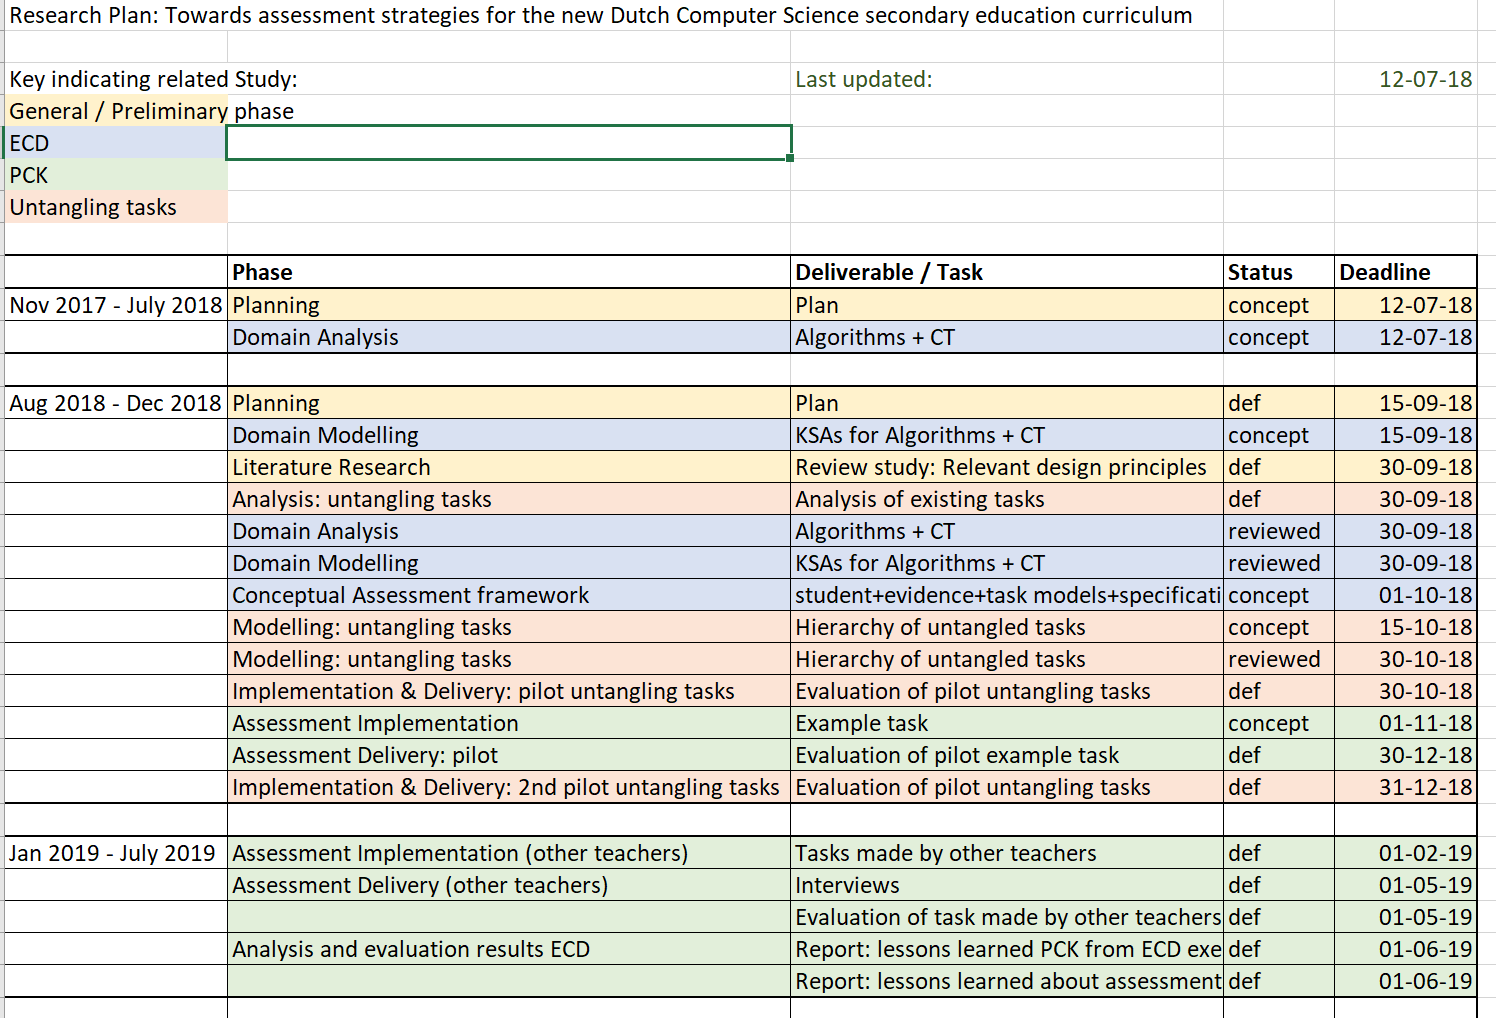 Research Plan: Towards assessment strategies for the new Dutch Computer Science secondary education curriculum
Key indicating related Study: Last updated: 12-07-18
General / Preliminary phase
ECD
PCK
Untangling tasks
Phase Deliverable / Task Status Deadline
Nov 2017 - July 2018 Planning Plan concept 12-07-18
Domain Analysis Algorithms + CT concept 12-07-18
Aug 2018 - Dec 2018 Planning Plan def 15-09-18
Domain Modelling KSAs for Algorithms + CT concept 15-09-18
Literature Research Review study: Relevant design principles def 30-09-18
Analysis: untangling tasks Analysis of existing tasks def 30-09-18
Domain Analysis Algorithms + CT reviewed 30-09-18
Domain Modelling KSAs for Algorithms + CT reviewed 30-09-18
Conceptual Assessment framework student+evidence+task models+specificati concept 01-10-18
Modelling: untangling tasks Hierarchy of untangled tasks concept 15-10-18
Modelling: untangling tasks Hierarchy of untangled tasks reviewed 30-10-18
Implementation & Delivery: pilot untangling tasks Evaluation of pilot untangling tasks def 30-10-18
Assessment Implementation Example task concept 01-11-18
Assessment Delivery: pilot Evaluation of pilot example task def 30-12-18
Implementation & Delivery: 2nd pilot untangling tasks Evaluation of pilot untangling tasks def 31-12-18
Jan 2019 - July 2019 Assessment Implementation (other teachers) Tasks made by other teachers def 01-02-19
Assessment Delivery (other teachers) Interviews def 01-05-19
Evaluation of task made by other teachers def 01-05-19
Analysis and evaluation results ECD Report: lessons learned PCK from ECD exe def 01-06-19
Report: lessons learned about assessment def 01-06-19